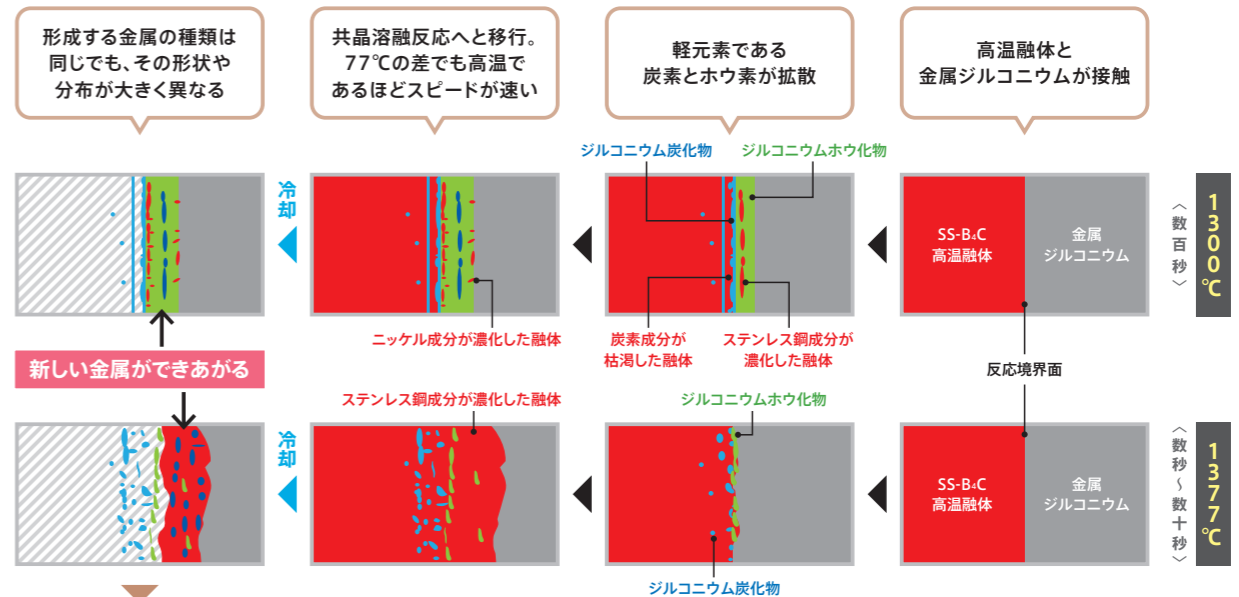 高温融体と
金属ジルコニウムが接触
軽元素である
炭素とホウ素が拡散
共晶溶融反応へと移行。
77℃の差でも高温で
あるほどスピードが速い
形成する金属の種類は
同じでも、その形状や
分布が大きく異なる
1300℃
〈数百秒〉
SS-B₄C
高温融体
金属
ジルコニウム
ジルコニウム炭化物
ジルコニウムホウ化物
炭素成分が
枯渇した融体
ステンレス鋼成分が
濃化した融体
ニッケル成分が濃化した融体
冷却
反応境界面
新しい金属ができあがる
1377℃
〈数秒~数十秒〉
SS-B₄C
高温融体
金属
ジルコニウム
ジルコニウムホウ化物
ジルコニウム炭化物
ステンレス鋼成分が濃化した融体
冷却